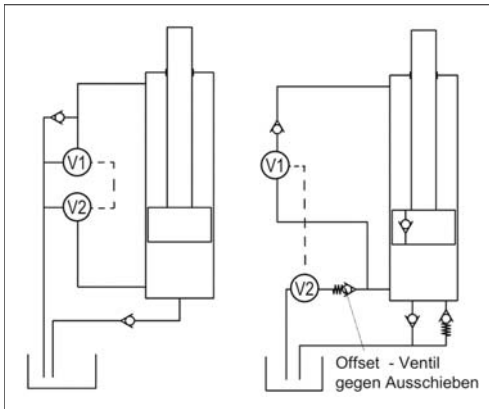 V1
V2
V1
V2
Offset - Ventil
gegen Ausschieben